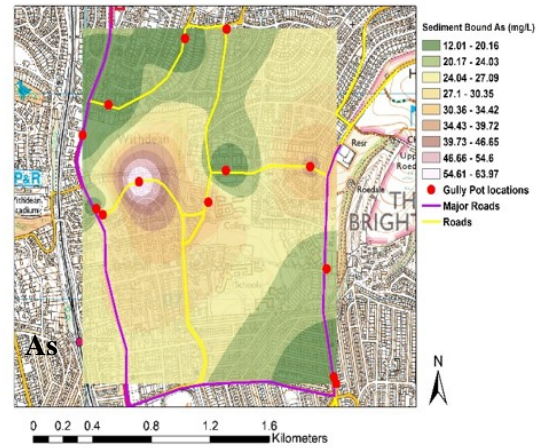 Sediment Bound As (mg/L)
12.01 - 20.16
20.17 - 24.03
24.04 - 27.09
27.1 - 30.35
30.36 - 34.42
34.43 - 39.72
39.73 - 46.65
46.66 - 54.6
54.61 - 63.97
Gully Pot locations
Major Roads
Roads
Withdean
Resr
P&R
Roedale
TH
BRIGHT
As
N
0 0.2 0.4 0.8 1.2 1.6
Kilometers